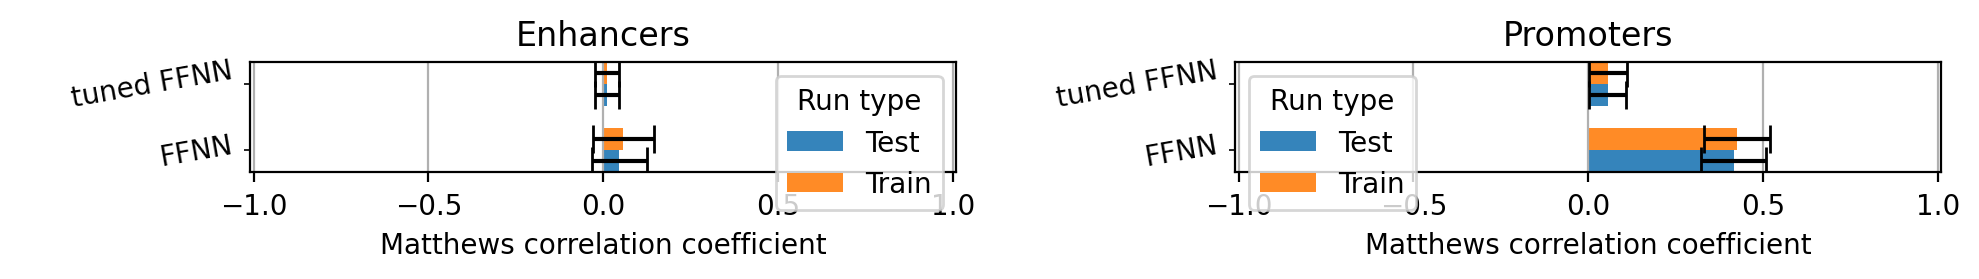 Enhancers
tuned FFNN
FFNN
Run type
Test
Train
−1.0 −0.5 0.0 0.5 1.0
Matthews correlation coefficient
Promoters
tuned FFNN
FFNN
Run type
Test
Train
−1.0 −0.5 0.0 0.5 1.0
Matthews correlation coefficient